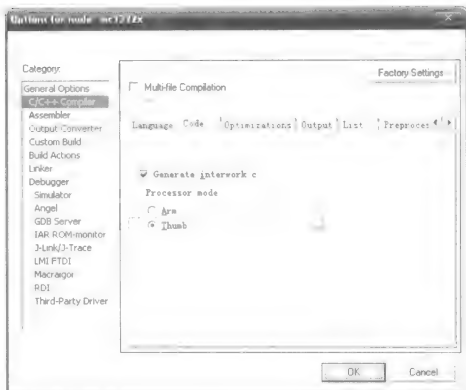 Options for node "mc1322x"
Category:
General Options
C/C++ Compiler
Assembler
Output Converter
Custom Build
Build Actions
Linker
Debugger
Simulator
Angel
GDB Server
IAR ROM-monitor
J-Link/J-Trace
LMI FTDI
Macraigor
RDI
Third-Party Driver
Factory Settings
Multi-file Compilation
Language Code Optimizations Output List Preproces
Generate interwork c
Processor mode
Arm
Thumb
OK Cancel